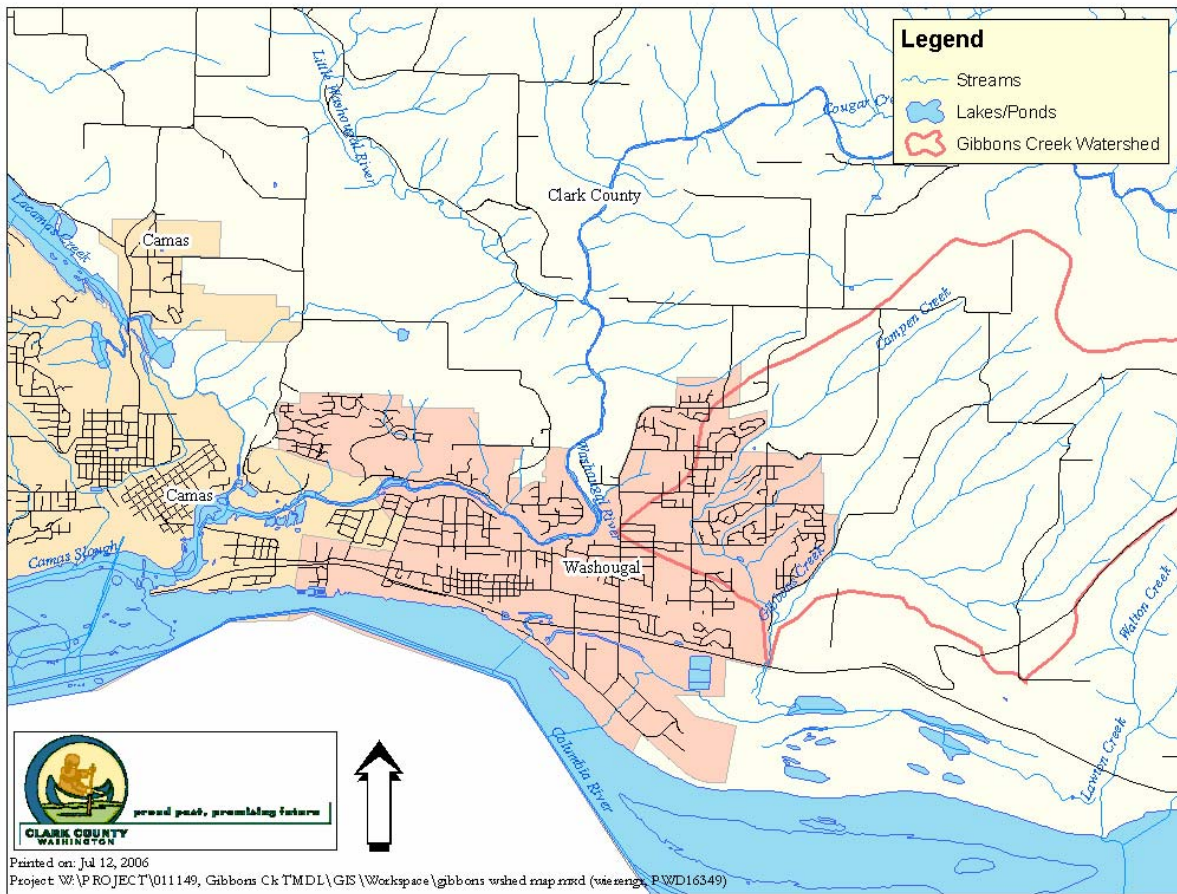 Legend
Streams
Lakes/Ponds
Gibbons Creek Watershed
Little Washougal River
Cougar Cre
Clark County
Lacamas Creek
Camas
Campen Creek
Washougal River
Camas
Camas Slough
Washougal
Gibbons Creek
Walton Creek
Columbia River
Lawton Creek
proud past, promising future
CLARK COUNTY
WASHINGTON
Printed on: Jul 12, 2006
Project: W:\PROJECT\011149, Gibbons Ck TMDL\GIS\Workspace\gibbons wshed map.mxd (wierengr, PWD16349)